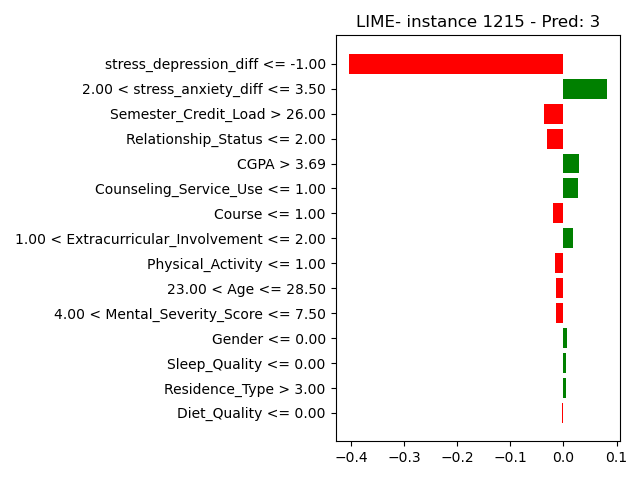 LIME- instance 1215 - Pred: 3
stress_depression_diff <= -1.00
2.00 < stress_anxiety_diff <= 3.50
Semester_Credit_Load > 26.00
Relationship_Status <= 2.00
CGPA > 3.69
Counseling_Service_Use <= 1.00
Course <= 1.00
1.00 < Extracurricular_Involvement <= 2.00
Physical_Activity <= 1.00
23.00 < Age <= 28.50
4.00 < Mental_Severity_Score <= 7.50
Gender <= 0.00
Sleep_Quality <= 0.00
Residence_Type > 3.00
Diet_Quality <= 0.00
−0.4 −0.3 −0.2 −0.1 0.0 0.1